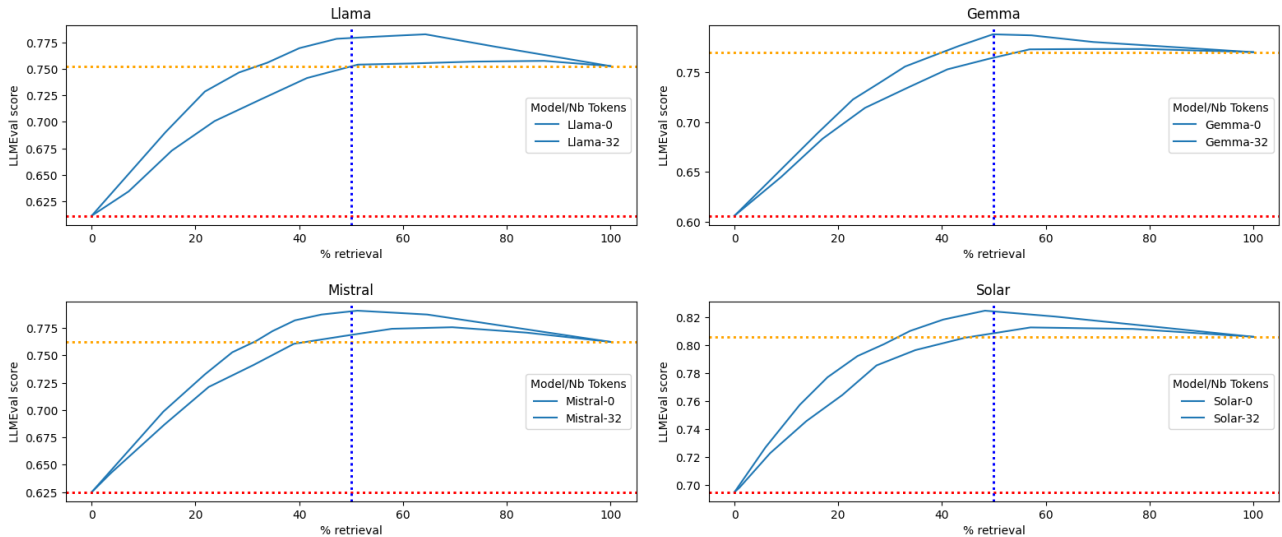 Llama
LLMEval score
0.775
0.750
0.725
0.700
0.675
0.650
0.625
Model/Nb Tokens
Llama-0
Llama-32
0 20 40 60 80 100
% retrieval
Gemma
LLMEval score
0.75
0.70
0.65
0.60
Model/Nb Tokens
Gemma-0
Gemma-32
0 20 40 60 80 100
% retrieval
Mistral
LLMEval score
0.775
0.750
0.725
0.700
0.675
0.650
0.625
Model/Nb Tokens
Mistral-0
Mistral-32
0 20 40 60 80 100
% retrieval
Solar
LLMEval score
0.82
0.80
0.78
0.76
0.74
0.72
0.70
Model/Nb Tokens
Solar-0
Solar-32
0 20 40 60 80 100
% retrieval